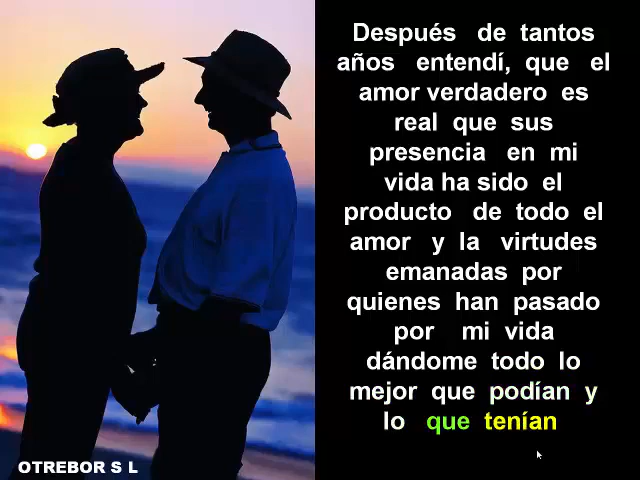 Después de tantos
años entendí, que el
amor verdadero es
real que sus
presencia en mi
vida ha sido el
producto de todo el
amor y la virtudes
emanadas por
quienes han pasado
por mi vida
dándome todo lo
mejor que podían y
lo que tenían
OTREBOR S L